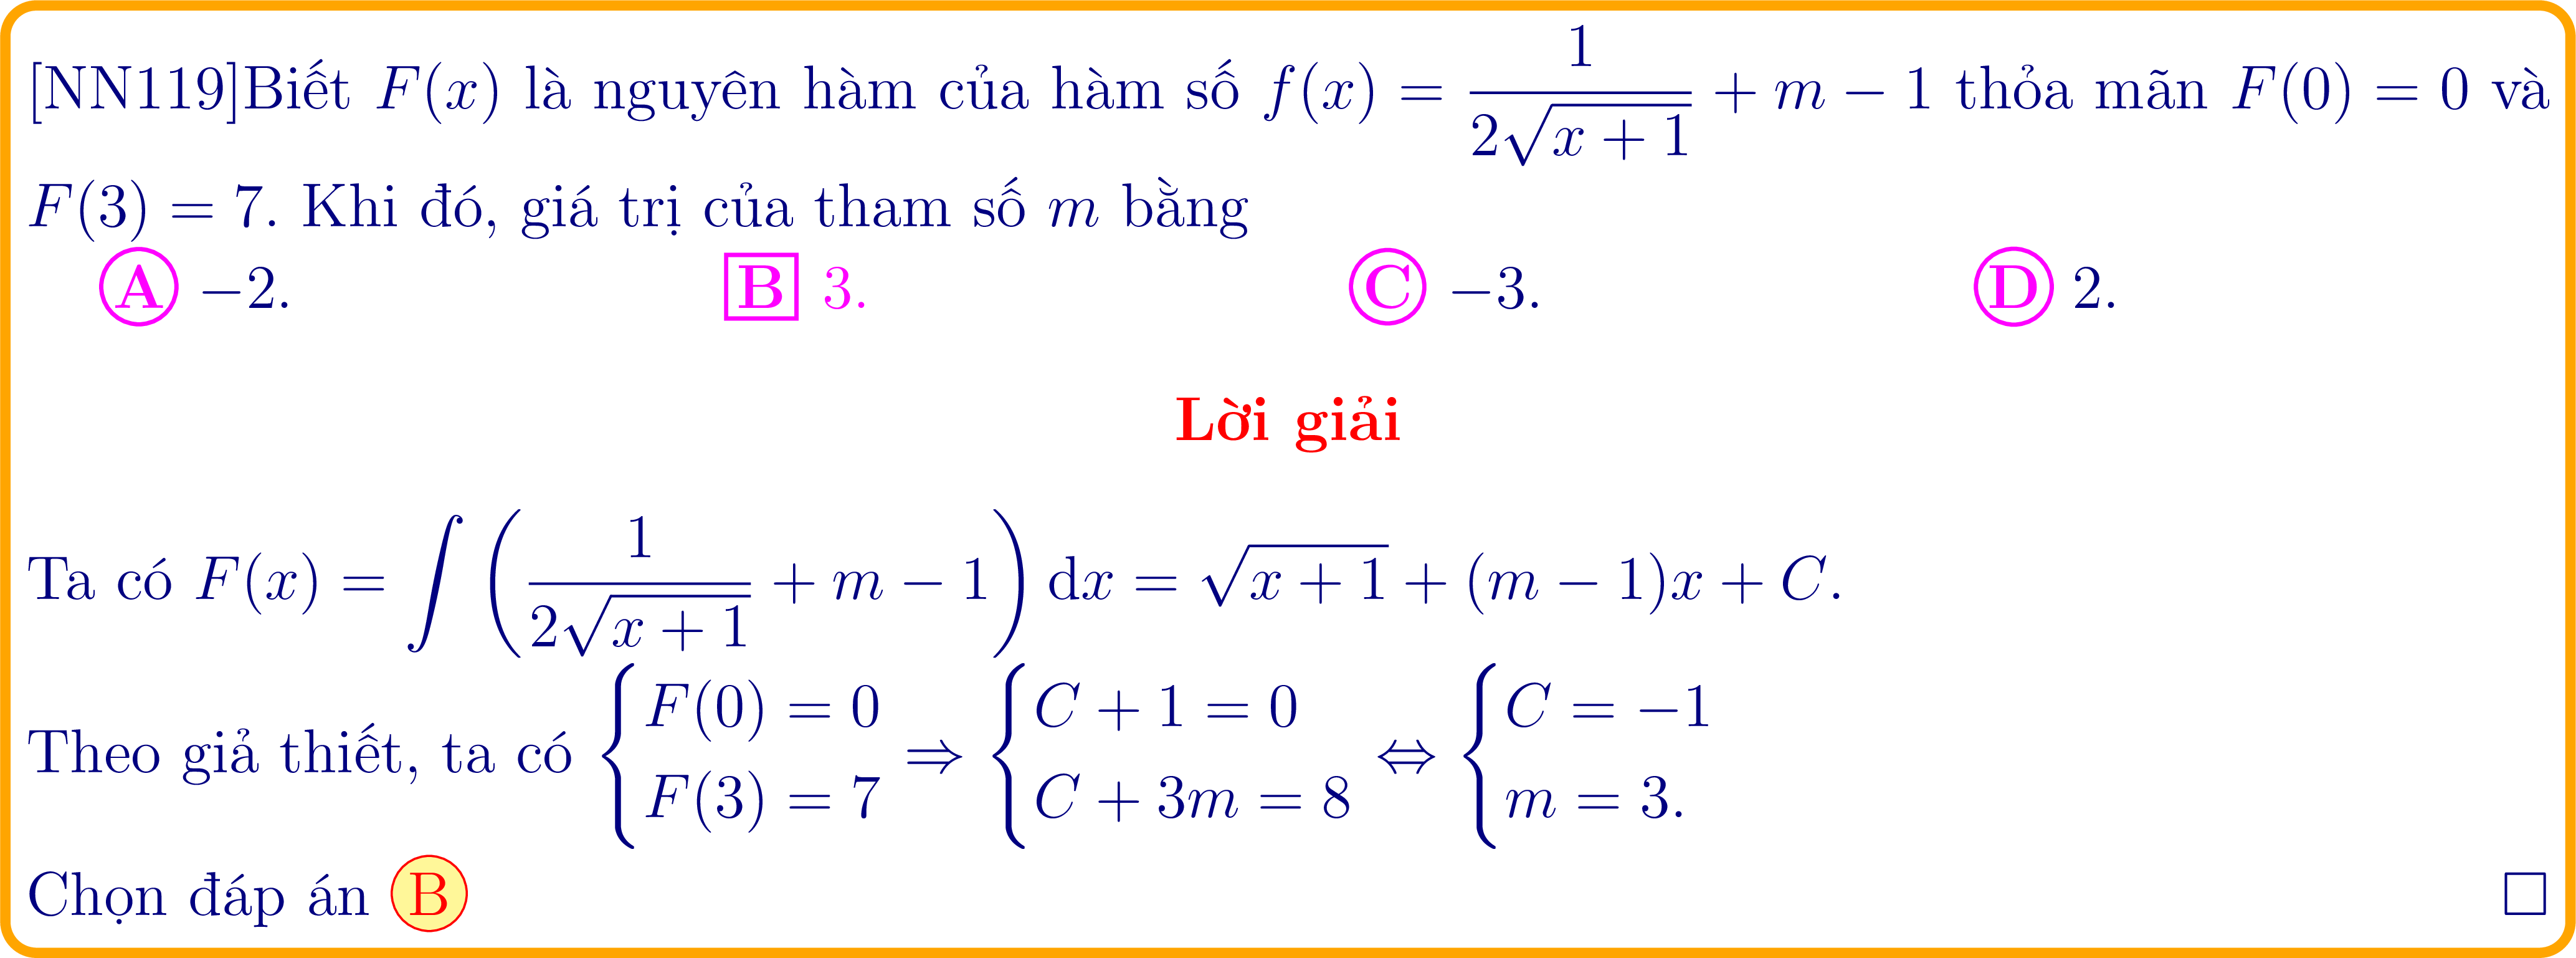 [NN119]Biết $F(x)$ là nguyên hàm của hàm số $f(x) = \dfrac{1}{2\sqrt{x+1}} + m - 1$ thỏa mãn $F(0) = 0$ và
$F(3) = 7$. Khi đó, giá trị của tham số $m$ bằng
A $-2$. B $3$. C $-3$. D $2$.
Lời giải
Ta có $F(x) = \displaystyle\int \left(\dfrac{1}{2\sqrt{x+1}} + m - 1\right) \mathrm{d}x = \sqrt{x+1} + (m-1)x + C$.
Theo giả thiết, ta có $\begin{cases} F(0) = 0 \\ F(3) = 7 \end{cases} \Rightarrow \begin{cases} C + 1 = 0 \\ C + 3m = 8 \end{cases} \Leftrightarrow \begin{cases} C = -1 \\ m = 3. \end{cases}$
Chọn đáp án B □